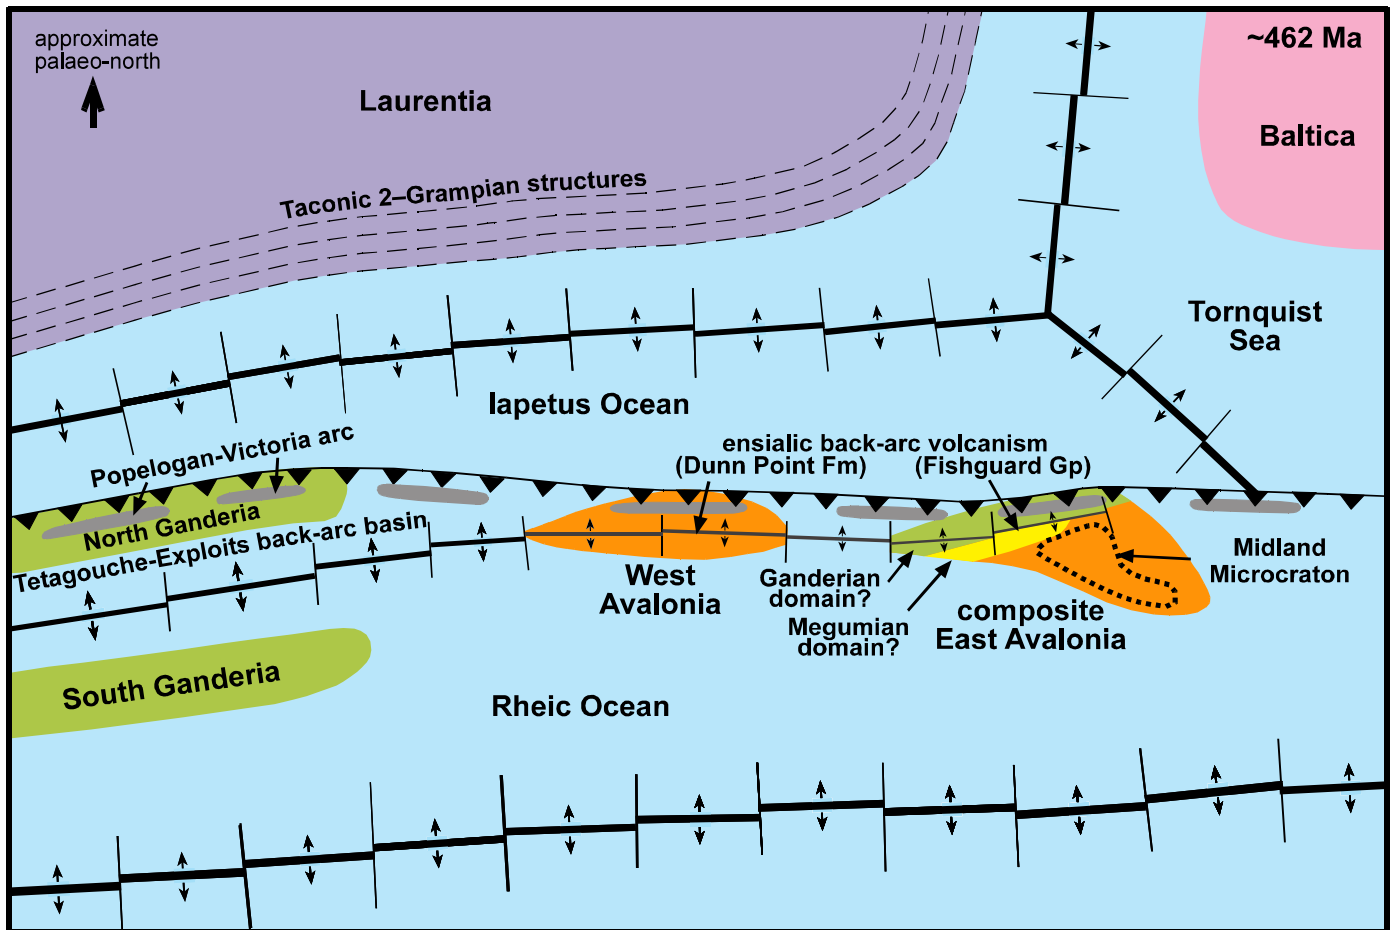 approximate
palaeo-north
~462 Ma
Laurentia
Baltica
Taconic 2–Grampian structures
Tornquist
Sea
Iapetus Ocean
Popelogan-Victoria arc
ensialic back-arc volcanism
(Dunn Point Fm)
(Fishguard Gp)
North Ganderia
Tetagouche-Exploits back-arc basin
Midland
Microcraton
West
Avalonia
Ganderian
domain?
composite
East Avalonia
Megumian
domain?
South Ganderia
Rheic Ocean